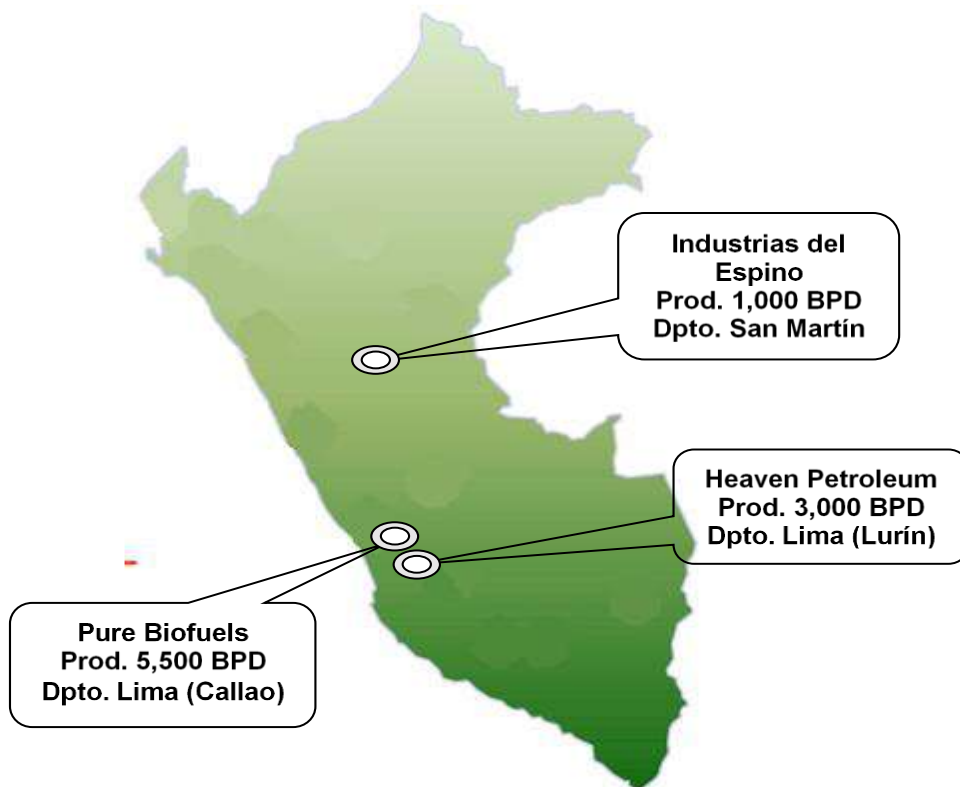 Industrias del
Espino
Prod. 1,000 BPD
Dpto. San Martín
Heaven Petroleum
Prod. 3,000 BPD
Dpto. Lima (Lurín)
Pure Biofuels
Prod. 5,500 BPD
Dpto. Lima (Callao)